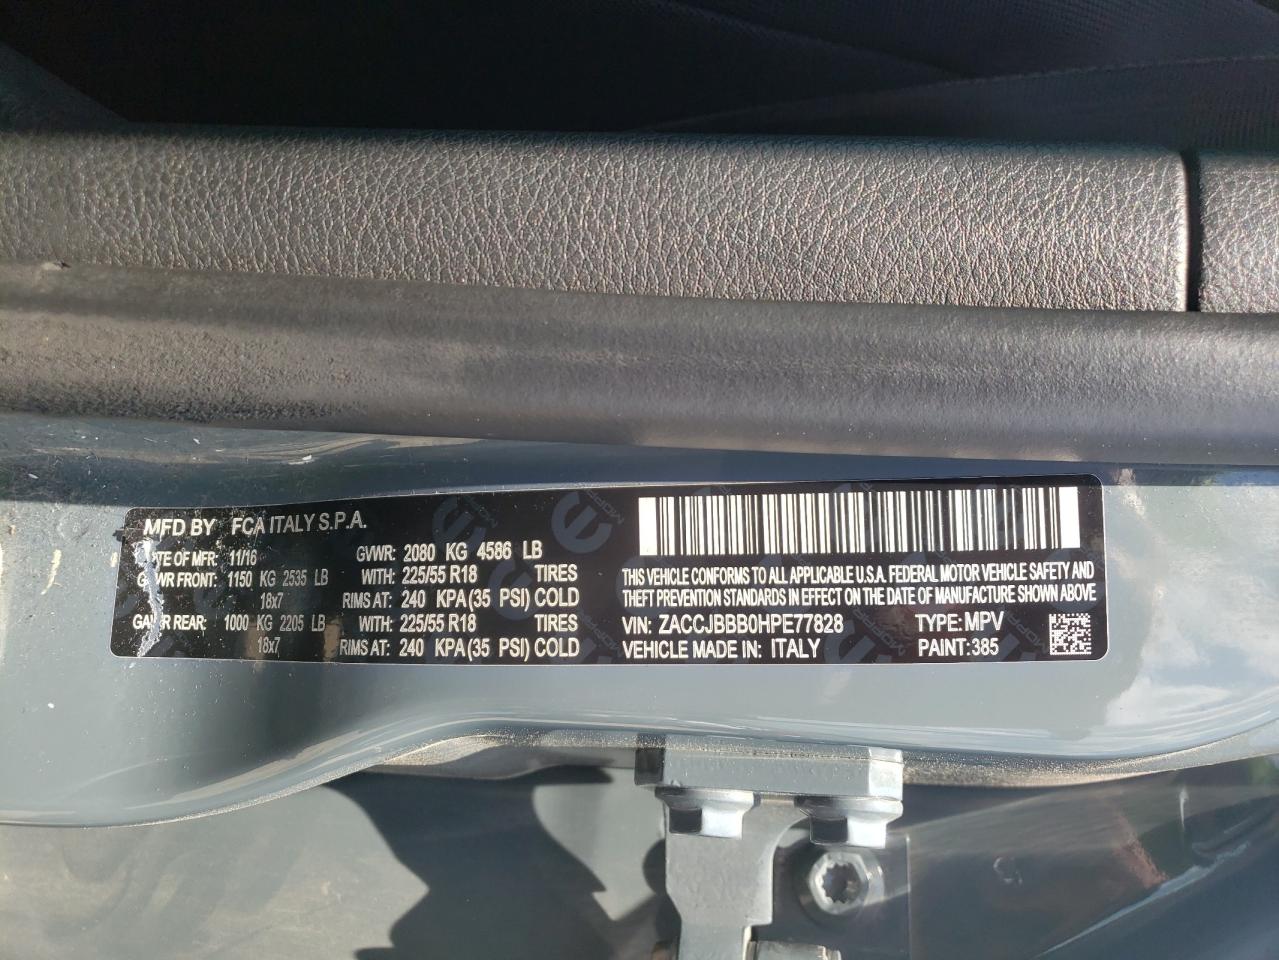 MFD BY FCA ITALY S.P.A.
DATE OF MFR: 11/16 GVWR: 2080 KG 4586 LB
GAWR FRONT: 1150 KG 2535 LB WITH: 225/55 R18 TIRES
18x7 RIMS AT: 240 KPA(35 PSI) COLD
GAWR REAR: 1000 KG 2205 LB WITH: 225/55 R18 TIRES
18x7 RIMS AT: 240 KPA(35 PSI) COLD
THIS VEHICLE CONFORMS TO ALL APPLICABLE U.S.A. FEDERAL MOTOR VEHICLE SAFETY AND
THEFT PREVENTION STANDARDS IN EFFECT ON THE DATE OF MANUFACTURE SHOWN ABOVE
VIN: ZACCJBBB0HPE77828 TYPE: MPV
VEHICLE MADE IN: ITALY PAINT: 385